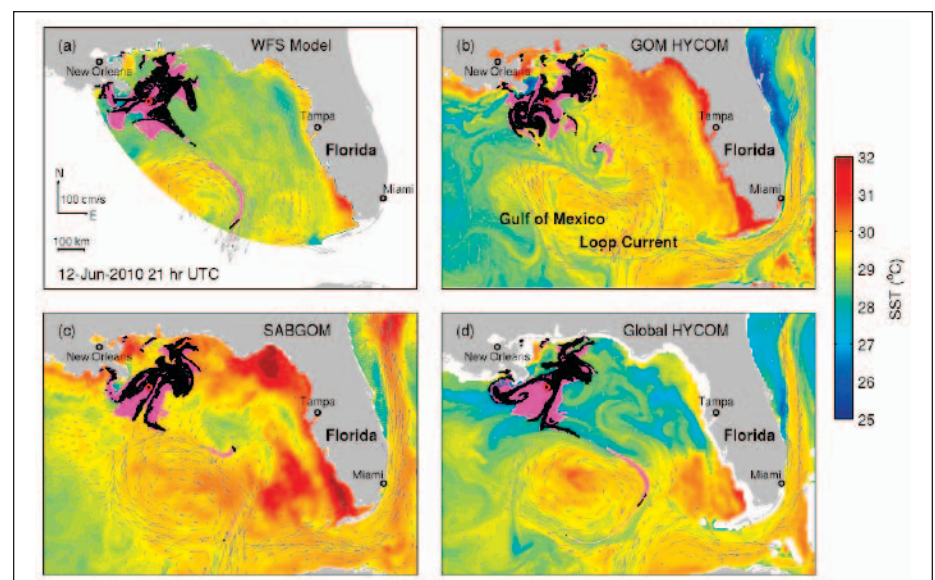 (a) WFS Model
New Orleans
Tampa
Florida
Miami
N
100 cm/s
E
100 km
12-Jun-2010 21 hr UTC
(b) GOM HYCOM
New Orleans
Tampa
Florida
Miami
Gulf of Mexico
Loop Current
(c) SABGOM
New Orleans
Tampa
Florida
Miami
(d) Global HYCOM
New Orleans
Tampa
Florida
Miami
32
31
30
29
28
27
26
25
SST (°C)